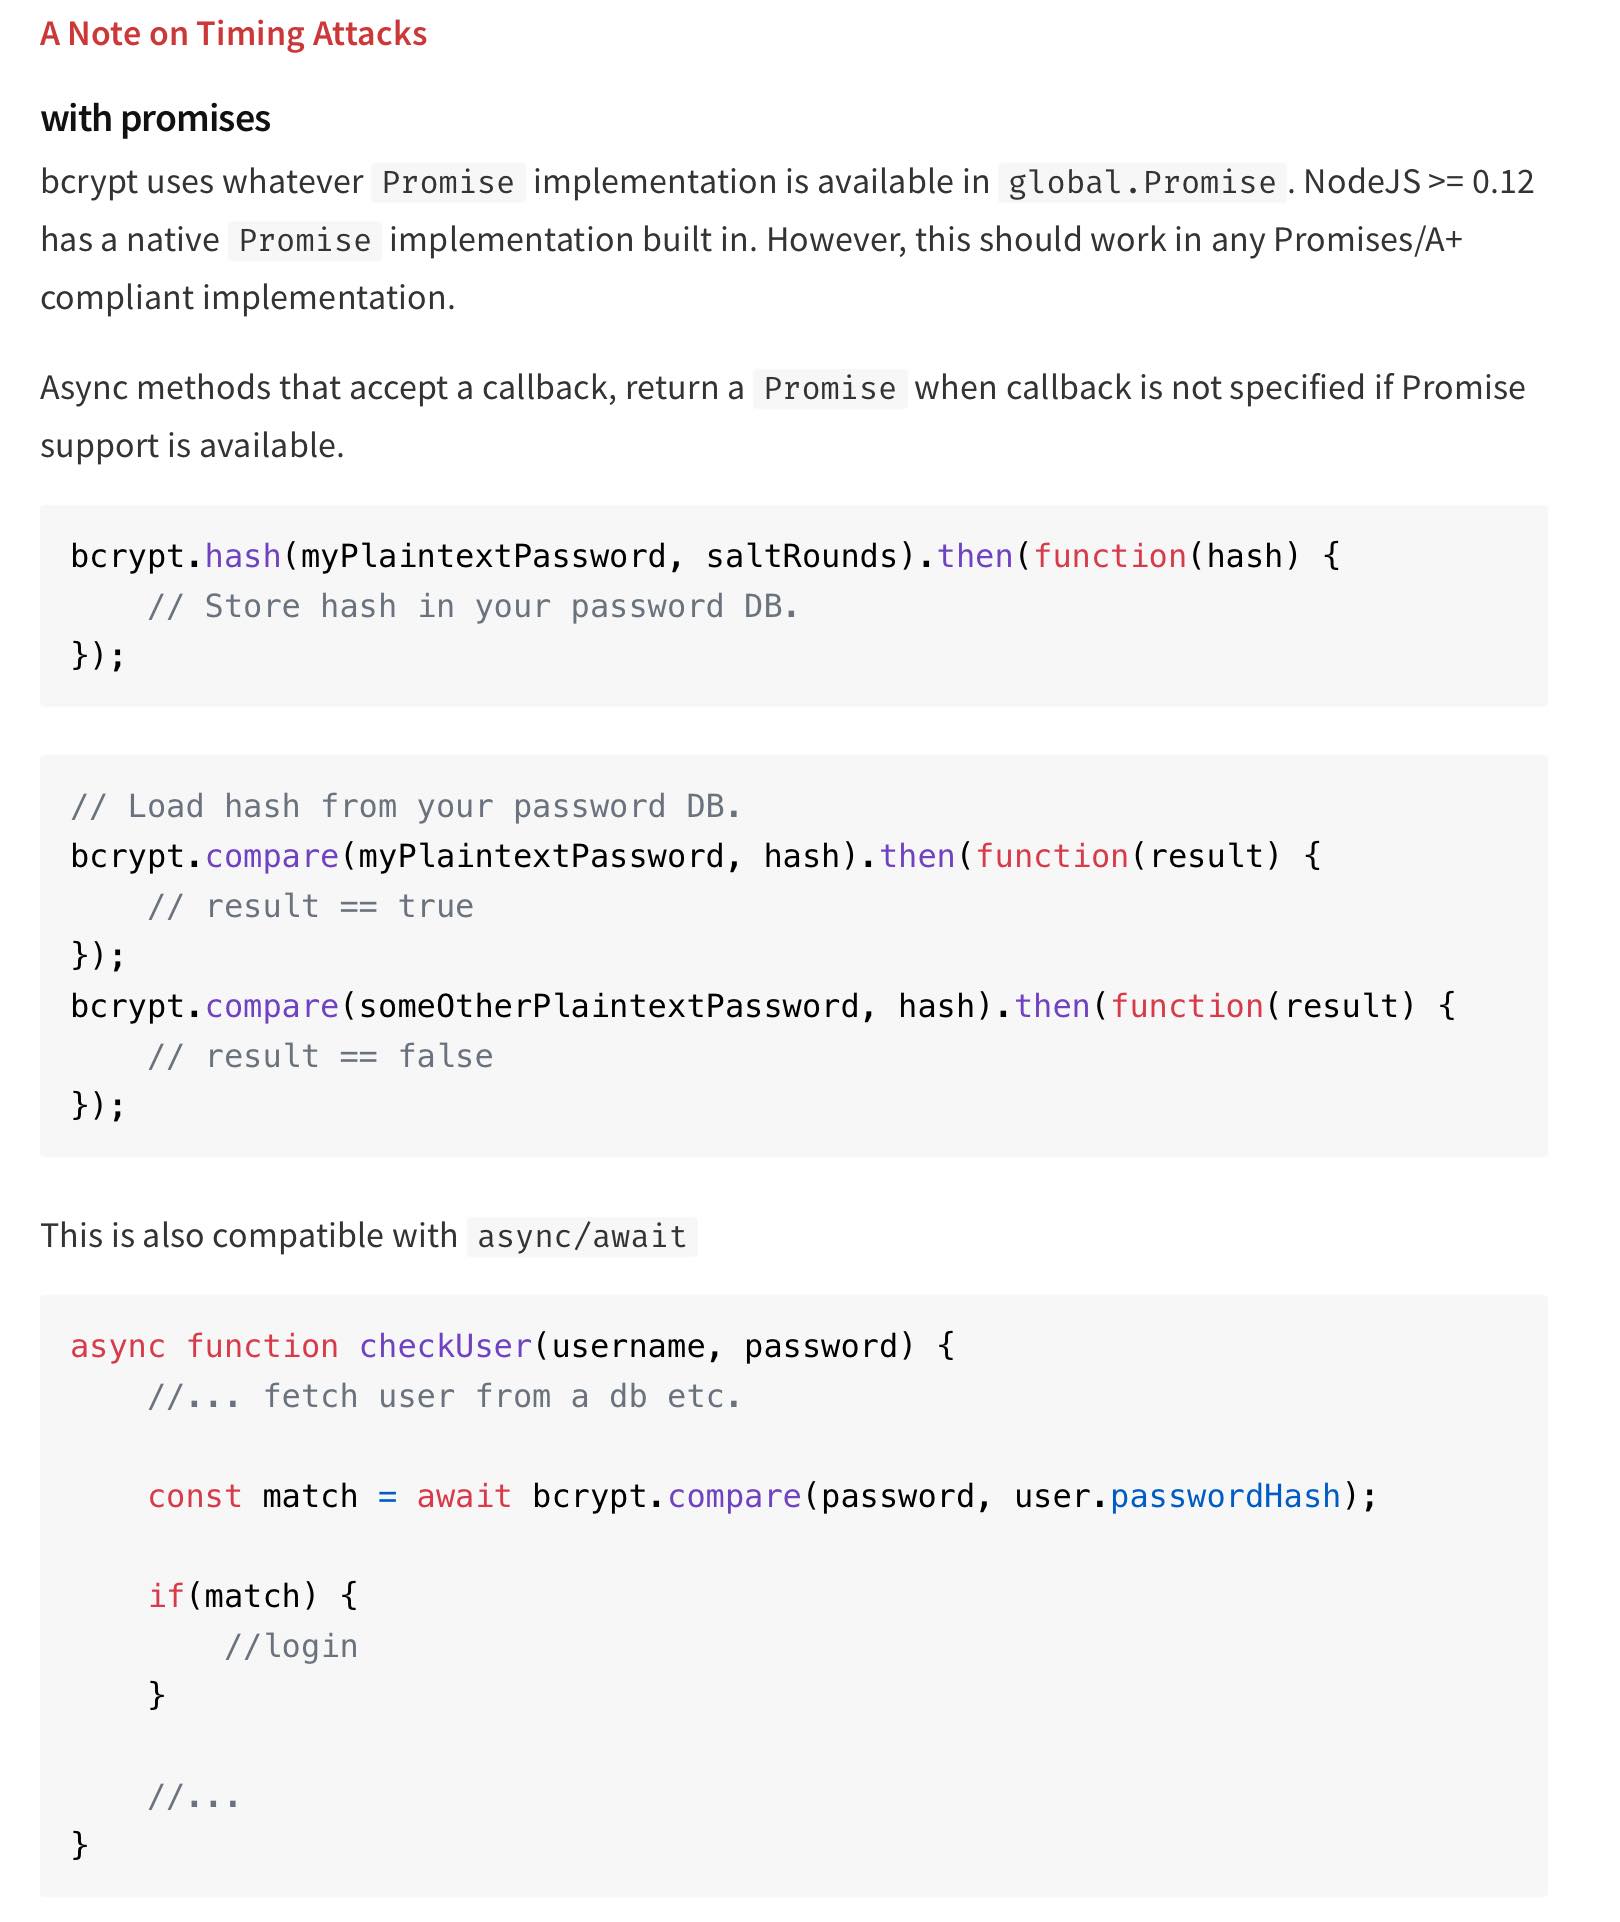 A Note on Timing Attacks
with promises
bcrypt uses whatever Promise implementation is available in global.Promise. NodeJS >= 0.12
has a native Promise implementation built in. However, this should work in any Promises/A+
compliant implementation.
Async methods that accept a callback, return a Promise when callback is not specified if Promise
support is available.
bcrypt.hash(myPlaintextPassword, saltRounds).then(function(hash) {
    // Store hash in your password DB.
});
// Load hash from your password DB.
bcrypt.compare(myPlaintextPassword, hash).then(function(result) {
    // result == true
});
bcrypt.compare(someOtherPlaintextPassword, hash).then(function(result) {
    // result == false
});
This is also compatible with async/await
async function checkUser(username, password) {
    //... fetch user from a db etc.
    const match = await bcrypt.compare(password, user.passwordHash);
    if(match) {
        //login
    }
    //...
}